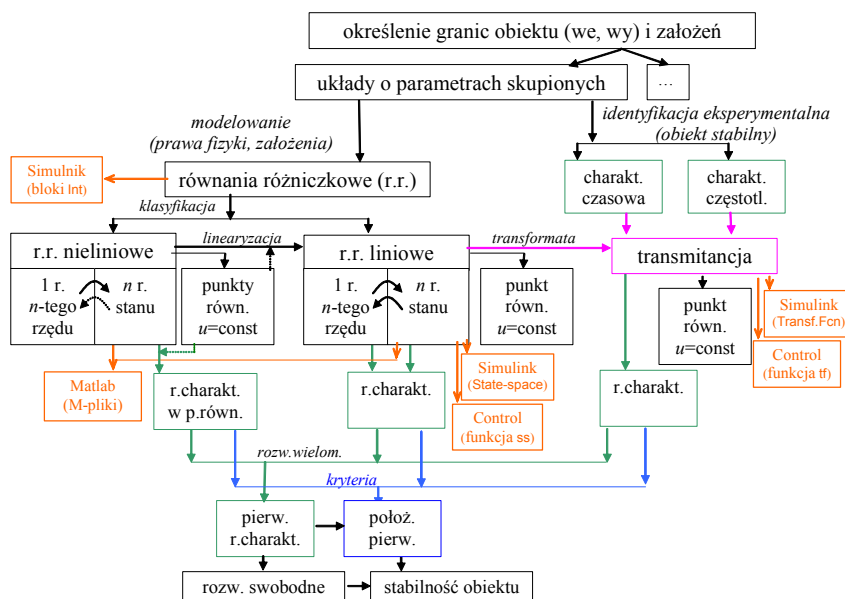 określenie granic obiektu (we, wy) i założeń
układy o parametrach skupionych
...
modelowanie
(prawa fizyki, założenia)
identyfikacja eksperymentalna
(obiekt stabilny)
Simulnik
(bloki Int)
równania różniczkowe (r.r.)
charakt.
czasowa
charakt.
częstotl.
klasyfikacja
r.r. nieliniowe
linearyzacja
r.r. liniowe
transformata
transmitancja
1 r.
n-tego
rzędu
n r.
stanu
punkty
równ.
u=const
1 r.
n-tego
rzędu
n r.
stanu
punkt
równ.
u=const
punkt
równ.
u=const
Simulink
(Transf.Fcn)
Control
(funkcja tf)
Matlab
(M-pliki)
r.charakt.
w p.równ.
r.charakt.
Simulink
(State-space)
Control
(funkcja ss)
r.charakt.
rozw.wielom.
kryteria
pierw.
r.charakt.
położ.
pierw.
rozw. swobodne
stabilność obiektu